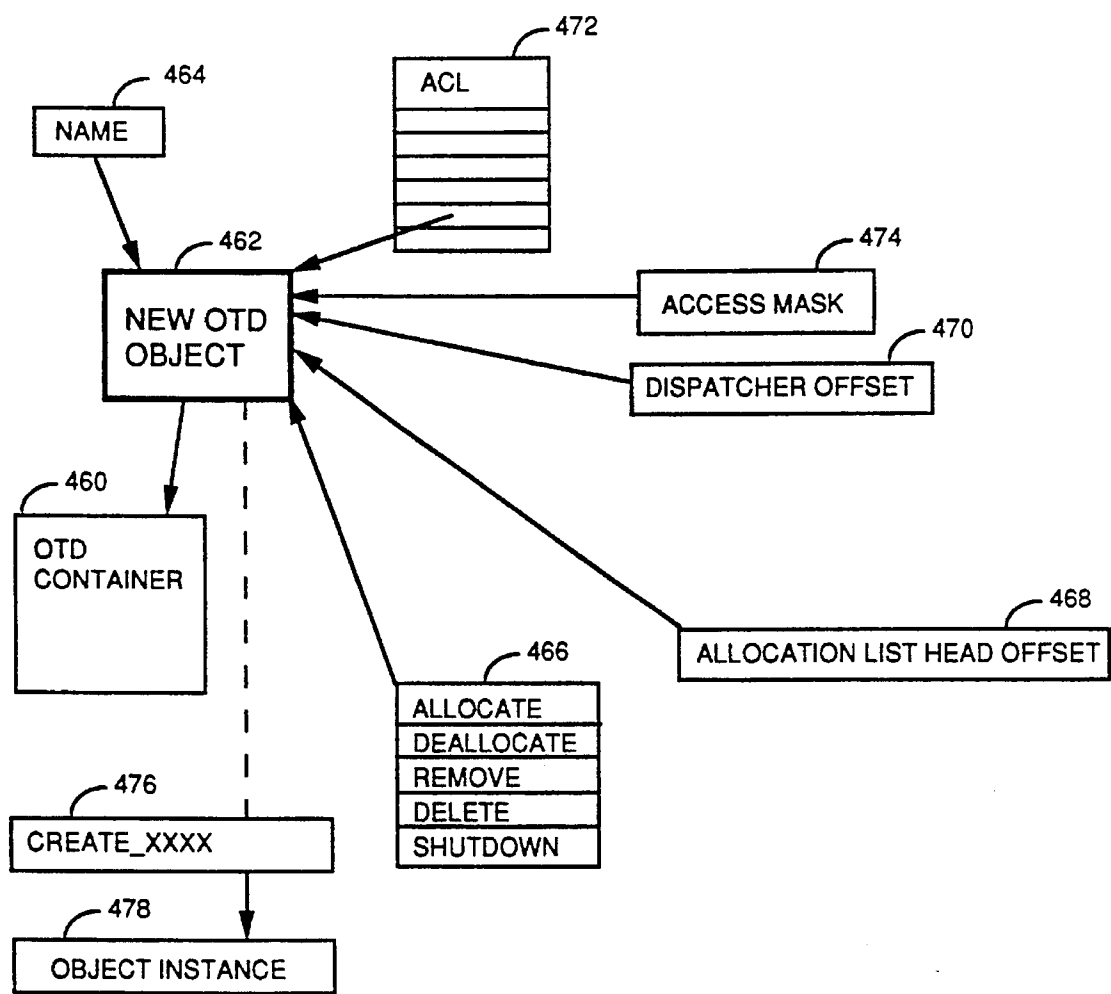 472
464
ACL
NAME
462
474
NEW OTD
OBJECT
ACCESS MASK
470
DISPATCHER OFFSET
460
OTD
CONTAINER
468
ALLOCATION LIST HEAD OFFSET
466
ALLOCATE
DEALLOCATE
REMOVE
DELETE
SHUTDOWN
476
CREATE_XXXX
478
OBJECT INSTANCE